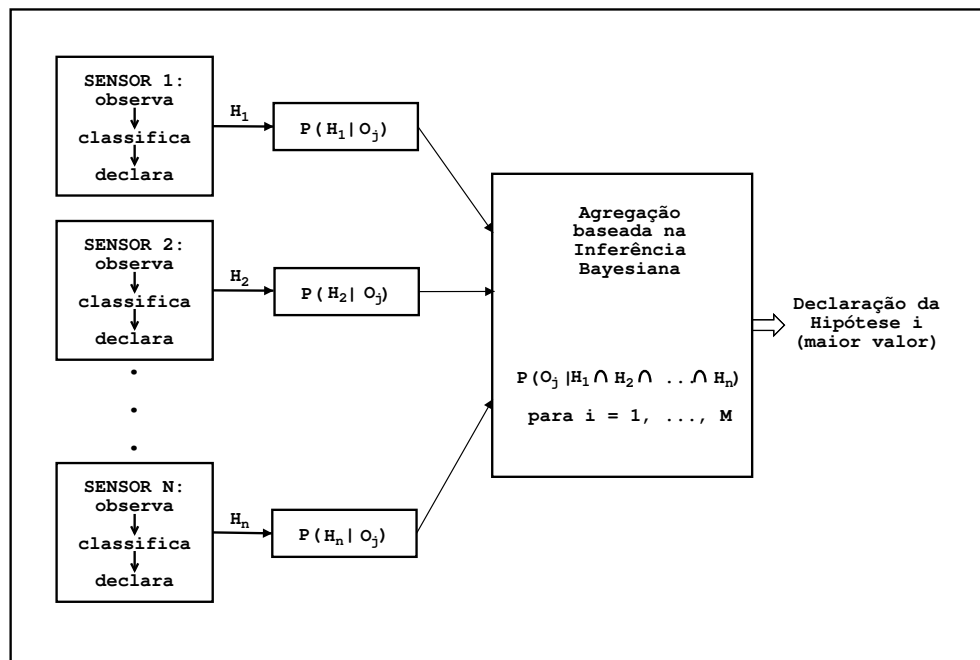 SENSOR 1:
observa
classifica
declara
H1
P(H1|Oj)
SENSOR 2:
observa
classifica
declara
H2
P(H2|Oj)
SENSOR N:
observa
classifica
declara
Hn
P(Hn|Oj)
Agregação
baseada na
Inferência
Bayesiana
P(Oj|H1∩H2∩ ...∩Hn)
para i = 1, ..., M
Declaração da
Hipótese i
(maior valor)